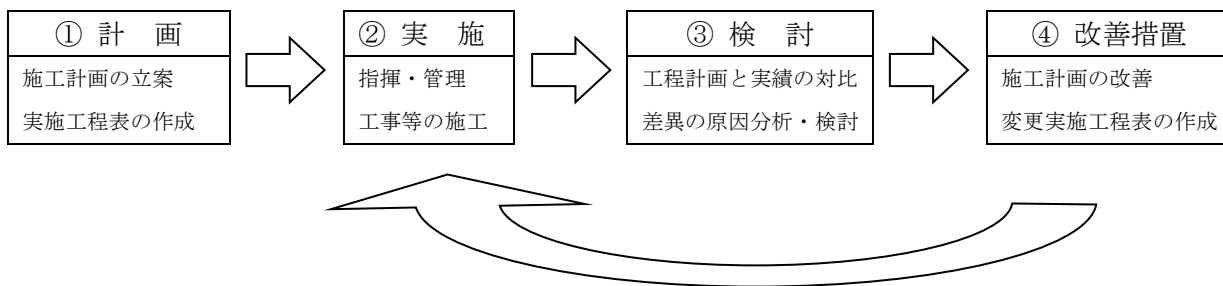 ① 計　画
施工計画の立案
実施工程表の作成
② 実　施
指揮・管理
工事等の施工
③ 検　討
工程計画と実績の対比
差異の原因分析・検討
④ 改善措置
施工計画の改善
変更実施工程表の作成